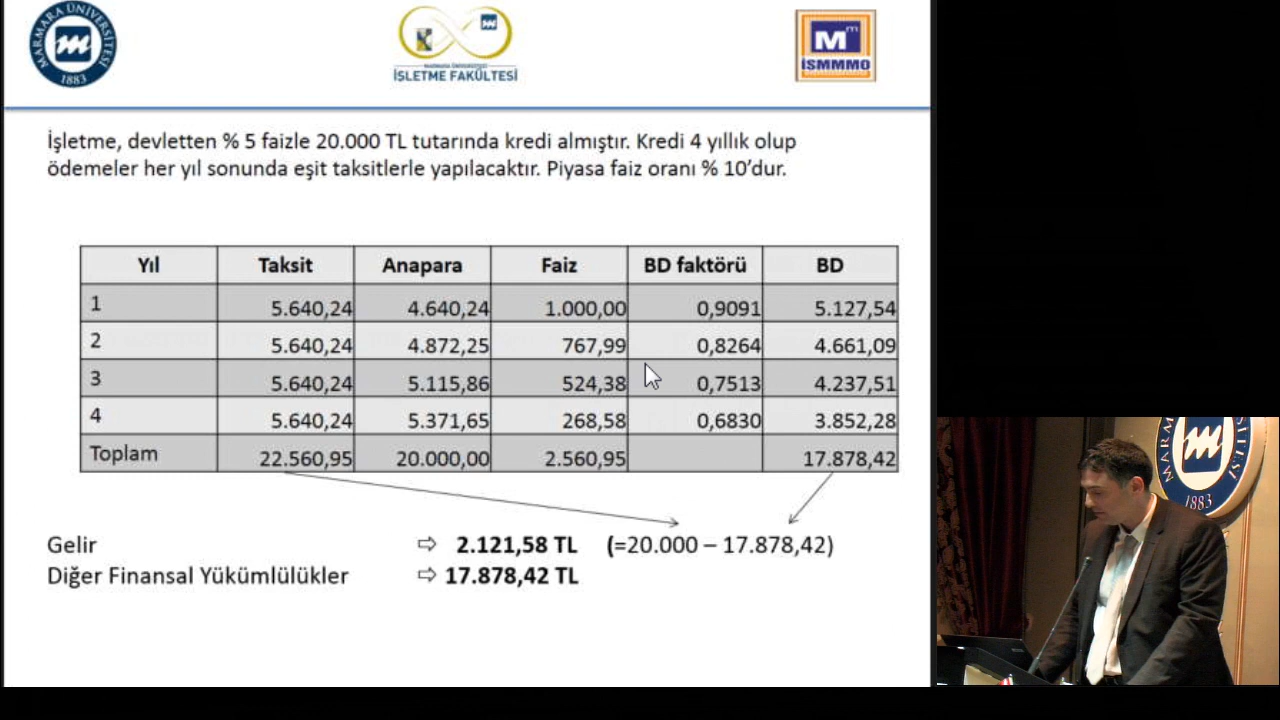 MARMARA ÜNİVERSİTESİ
m
1883
m
MARMARA ÜNİVERSİTESİ
İŞLETME FAKÜLTESİ
Mm
İSMMMO
İşletme, devletten % 5 faizle 20.000 TL tutarında kredi almıştır. Kredi 4 yıllık olup
ödemeler her yıl sonunda eşit taksitlerle yapılacaktır. Piyasa faiz oranı % 10’dur.
Yıl Taksit Anapara Faiz BD faktörü BD
1 5.640,24 4.640,24 1.000,00 0,9091 5.127,54
2 5.640,24 4.872,25 767,99 0,8264 4.661,09
3 5.640,24 5.115,86 524,38 0,7513 4.237,51
4 5.640,24 5.371,65 268,58 0,6830 3.852,28
Toplam 22.560,95 20.000,00 2.560,95 17.878,42
Gelir ⇨ 2.121,58 TL (=20.000 – 17.878,42)
Diğer Finansal Yükümlülükler ⇨ 17.878,42 TL
m
1883